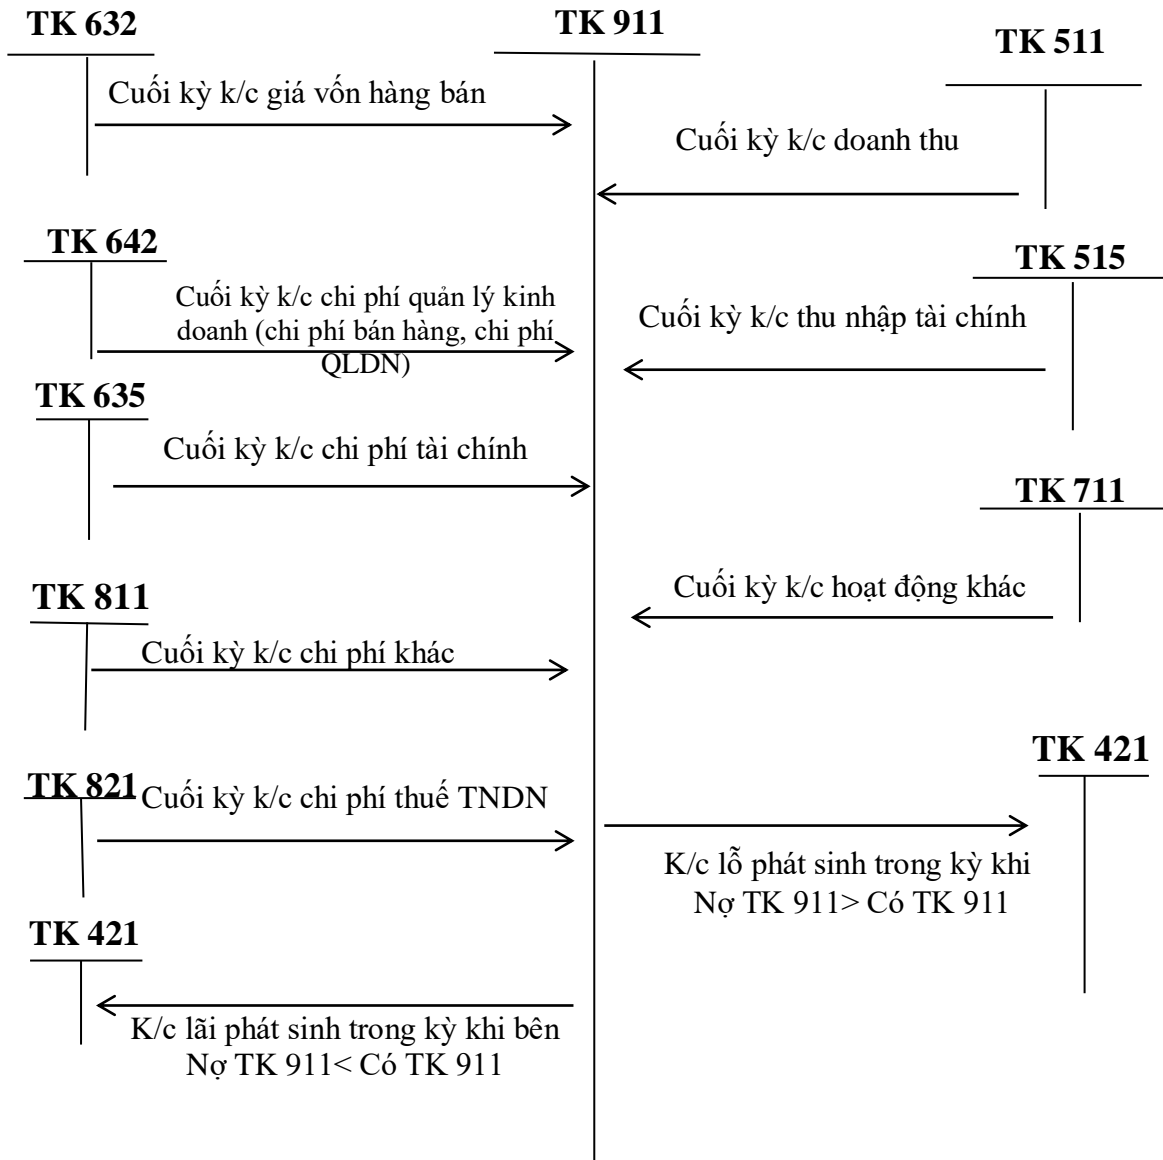 TK 632
TK 911
TK 511
Cuối kỳ k/c giá vốn hàng bán
Cuối kỳ k/c doanh thu
TK 642
TK 515
Cuối kỳ k/c chi phí quản lý kinh
doanh (chi phí bán hàng, chi phí
QLDN)
Cuối kỳ k/c thu nhập tài chính
TK 635
Cuối kỳ k/c chi phí tài chính
TK 711
TK 811
Cuối kỳ k/c hoạt động khác
Cuối kỳ k/c chi phí khác
TK 421
TK 821
Cuối kỳ k/c chi phí thuế TNDN
K/c lỗ phát sinh trong kỳ khi
Nợ TK 911> Có TK 911
TK 421
K/c lãi phát sinh trong kỳ khi bên
Nợ TK 911< Có TK 911